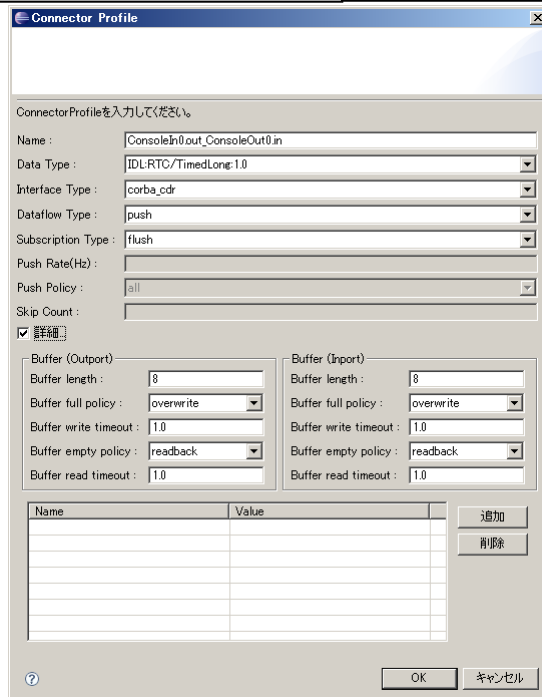 Connector Profile
ConnectorProfileを入力してください。
Name : ConsoleIn0.out_ConsoleOut0.in
Data Type : IDL:RTC/TimedLong:1.0
Interface Type : corba_cdr
Dataflow Type : push
Subscription Type : flush
Push Rate(Hz) :
Push Policy : all
Skip Count :
詳細...
Buffer (Outport) Buffer (Inport)
Buffer length : 8 Buffer length : 8
Buffer full policy : overwrite Buffer full policy : overwrite
Buffer write timeout : 1.0 Buffer write timeout : 1.0
Buffer empty policy : readback Buffer empty policy : readback
Buffer read timeout : 1.0 Buffer read timeout : 1.0
Name Value 追加
削除
? OK キャンセル